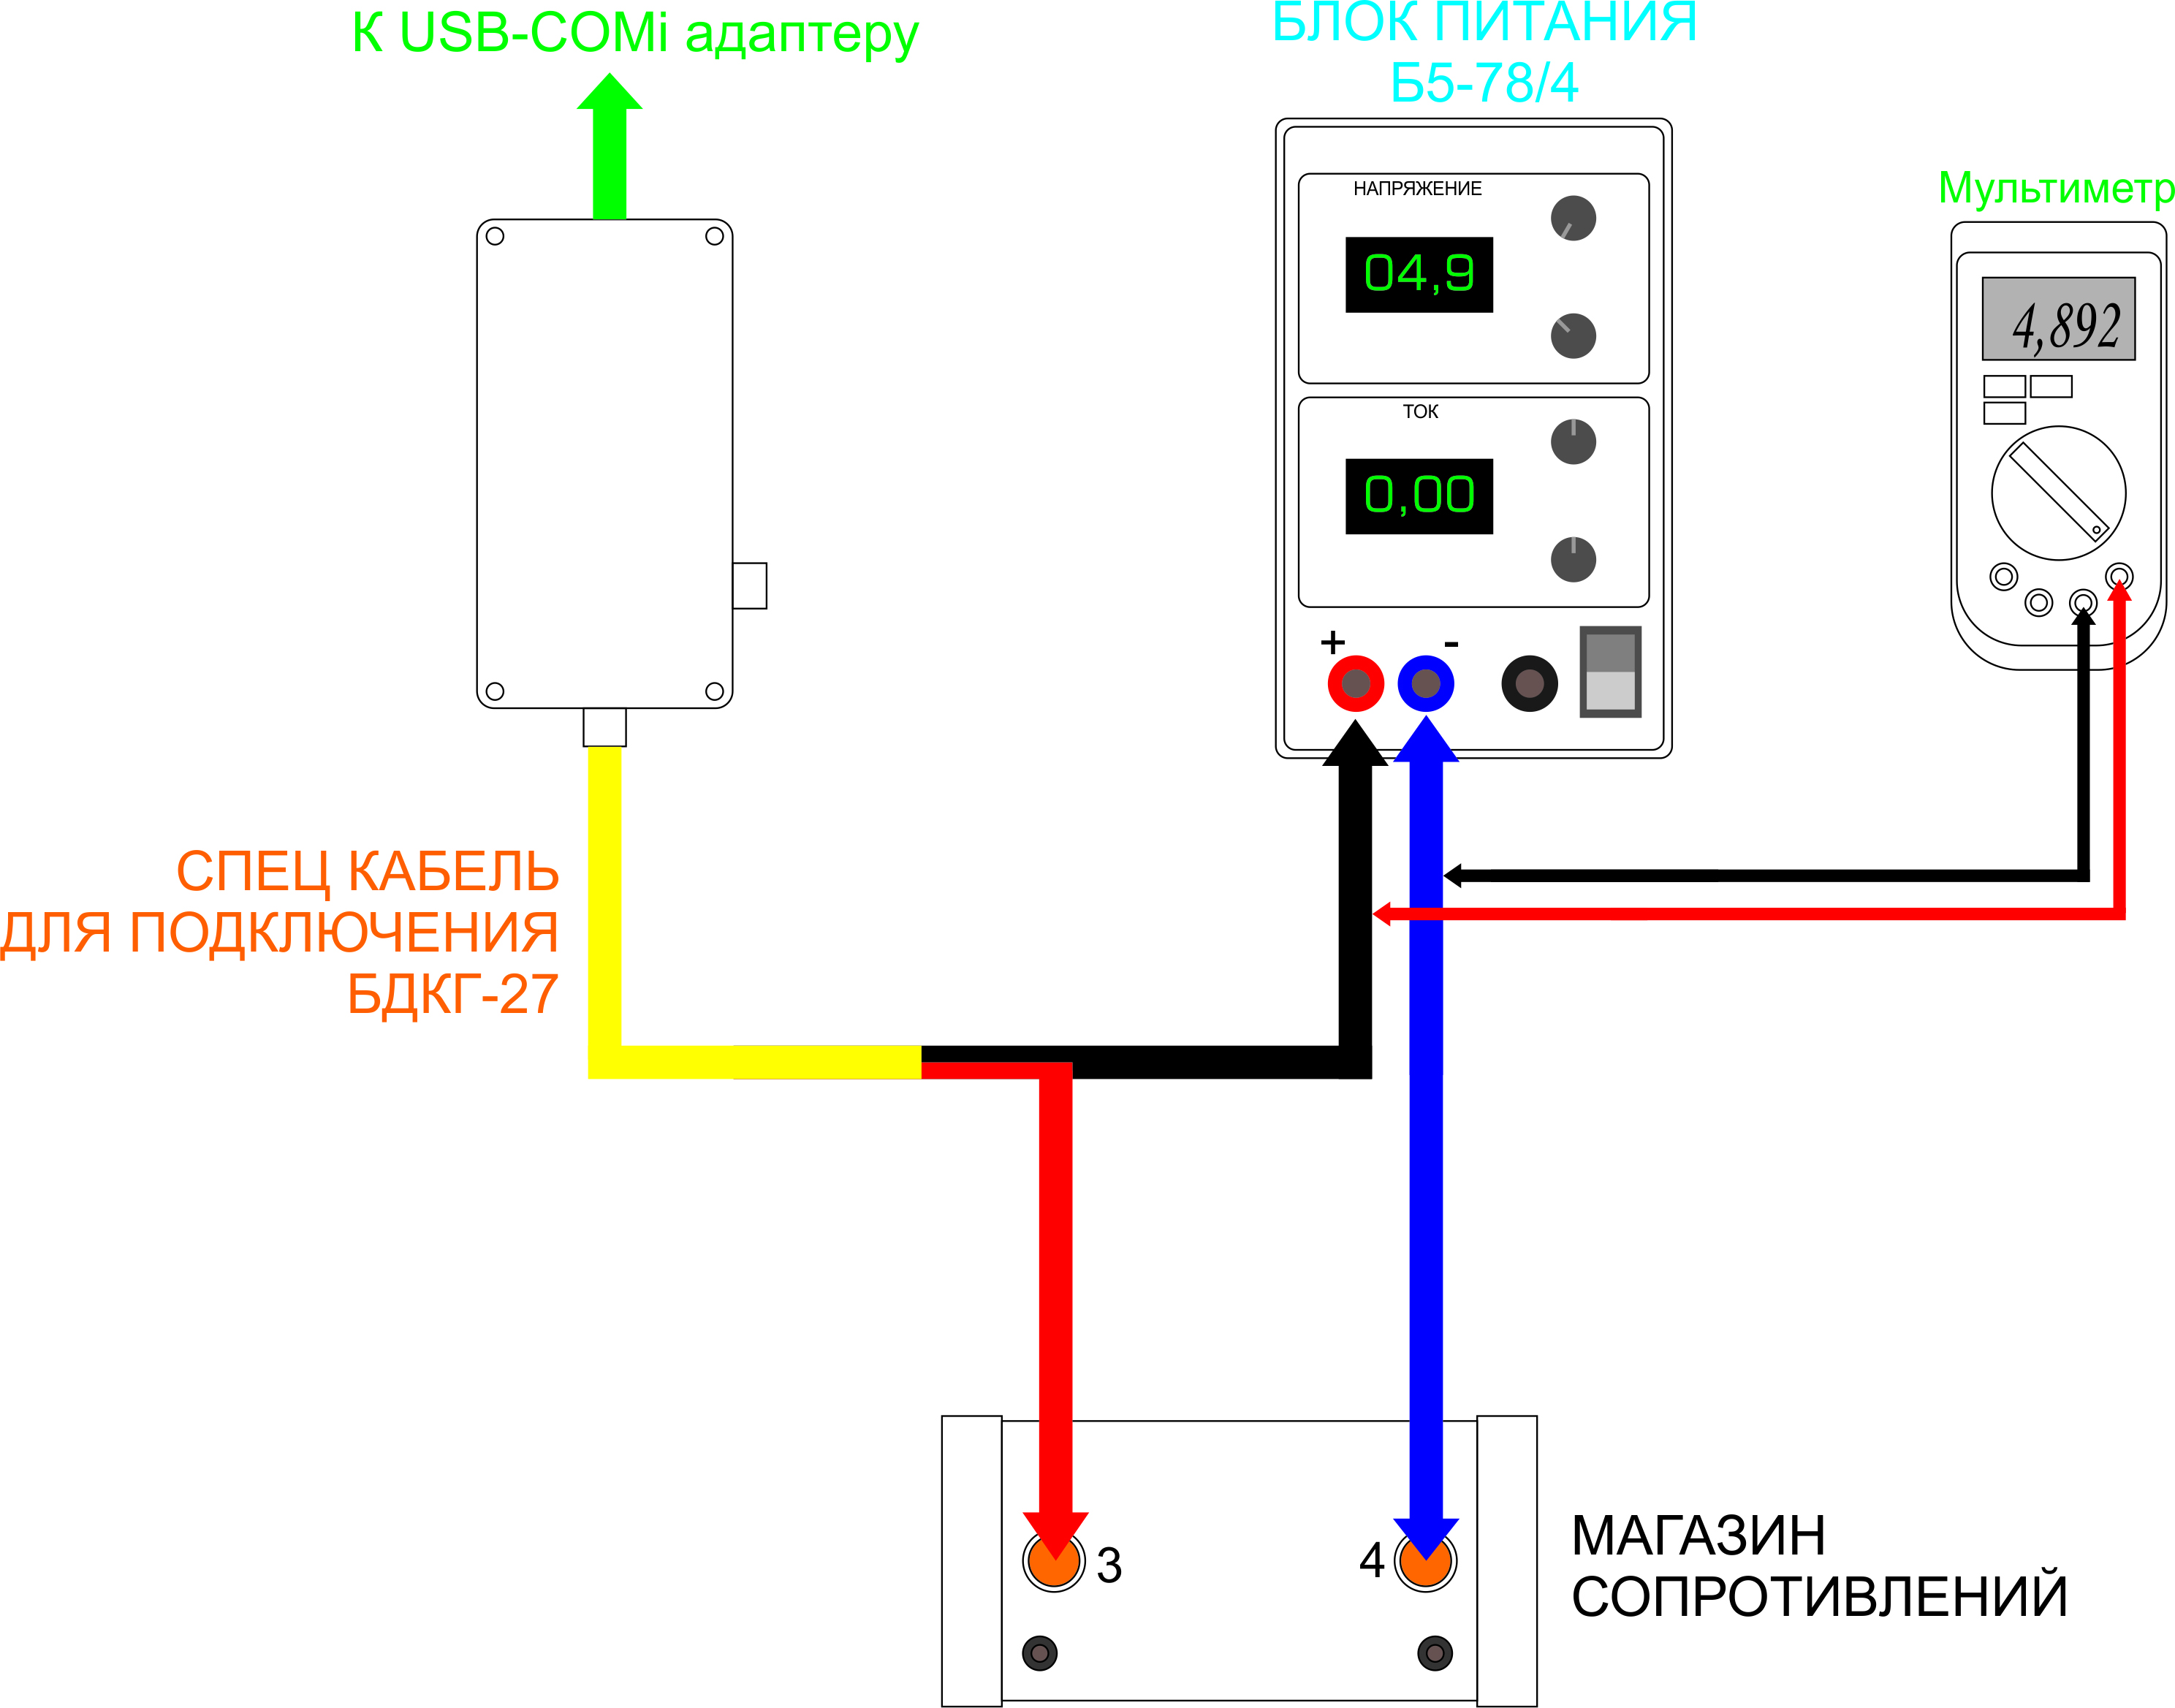 К USB-COMi адаптеру
БЛОК ПИТАНИЯ
Б5-78/4
Мультиметр
НАПРЯЖЕНИЕ
04,9
4,892
ТОК
0,00
+
-
СПЕЦ КАБЕЛЬ
ДЛЯ ПОДКЛЮЧЕНИЯ
БДКГ-27
3
4
МАГАЗИН
СОПРОТИВЛЕНИЙ